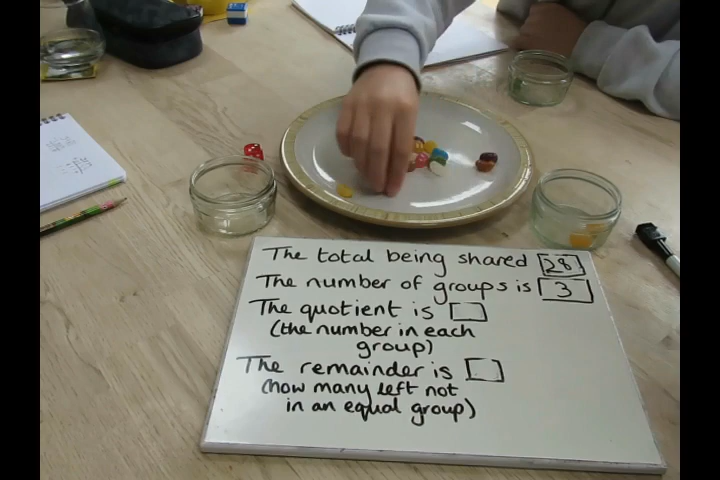 The total being shared 28
The number of groups is 3
The quotient is
(the number in each
group)
The remainder is
(how many left not
in an equal group)